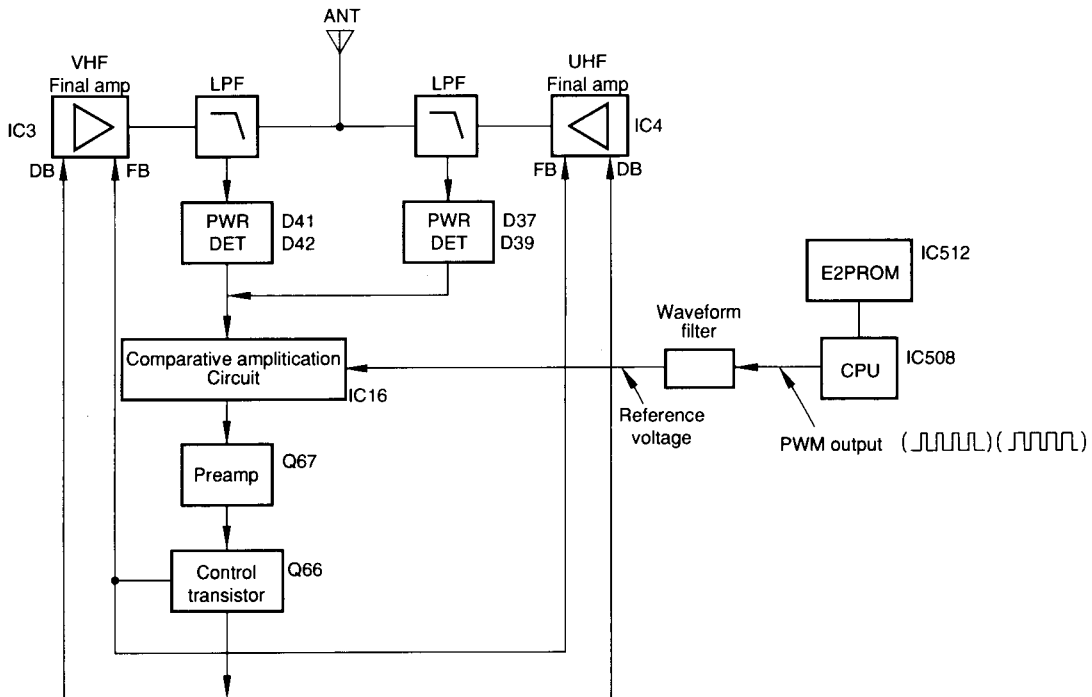 ANT
VHF
Final amp
LPF
LPF
UHF
Final amp
IC3
IC4
DB
FB
FB
DB
PWR
DET
D41
D42
PWR
DET
D37
D39
E2PROM
IC512
Waveform
filter
CPU
IC508
Comparative amplitication
Circuit
IC16
Reference
voltage
PWM output
Preamp
Q67
Control
transistor
Q66